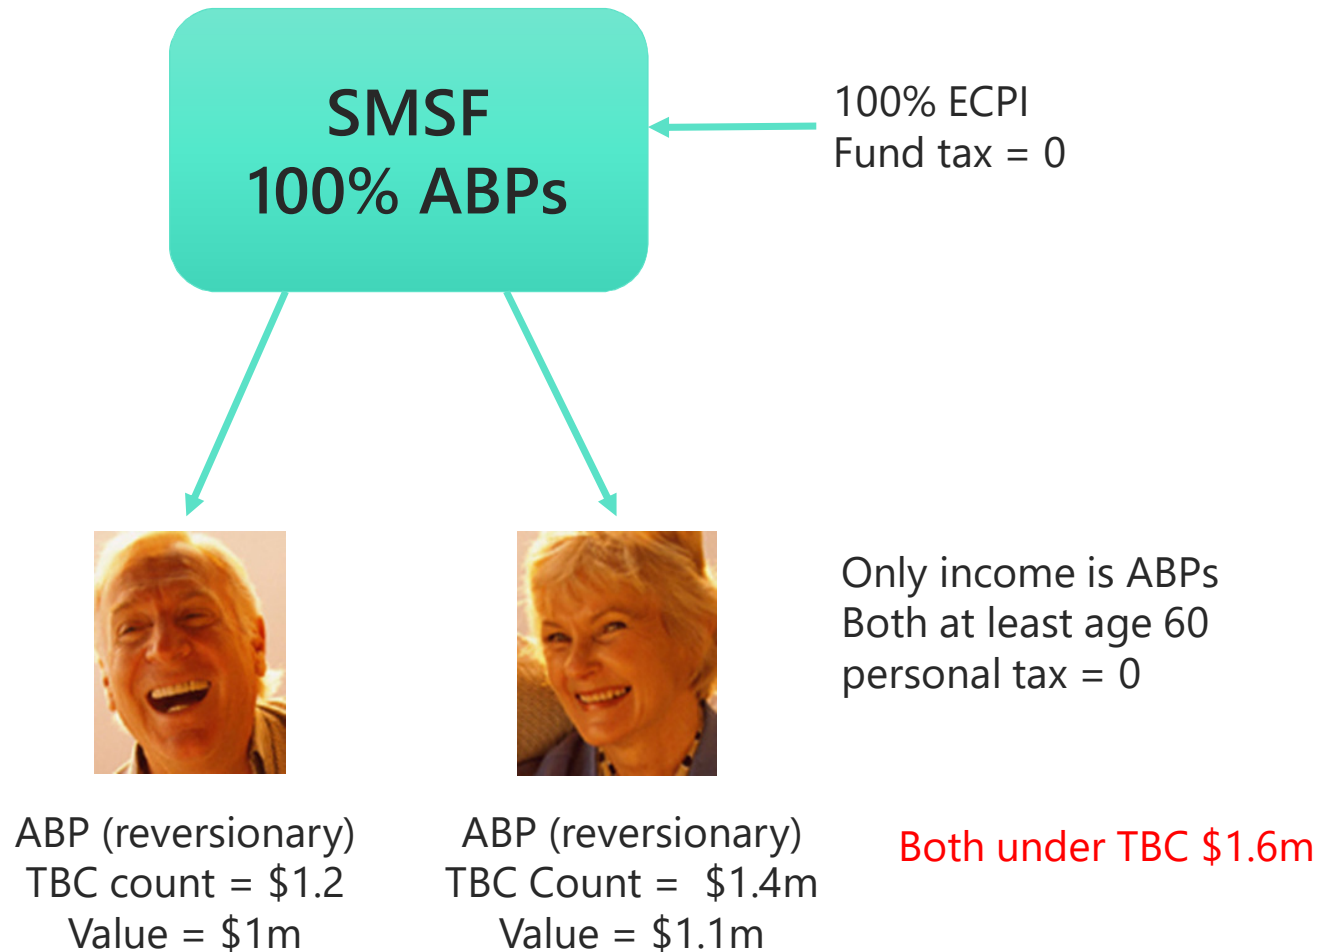 SMSF
100% ABPs
100% ECPI
Fund tax = 0
Only income is ABPs
Both at least age 60
personal tax = 0
ABP (reversionary)
TBC count = $1.2
Value = $1m
ABP (reversionary)
TBC Count =  $1.4m
Value = $1.1m
Both under TBC $1.6m